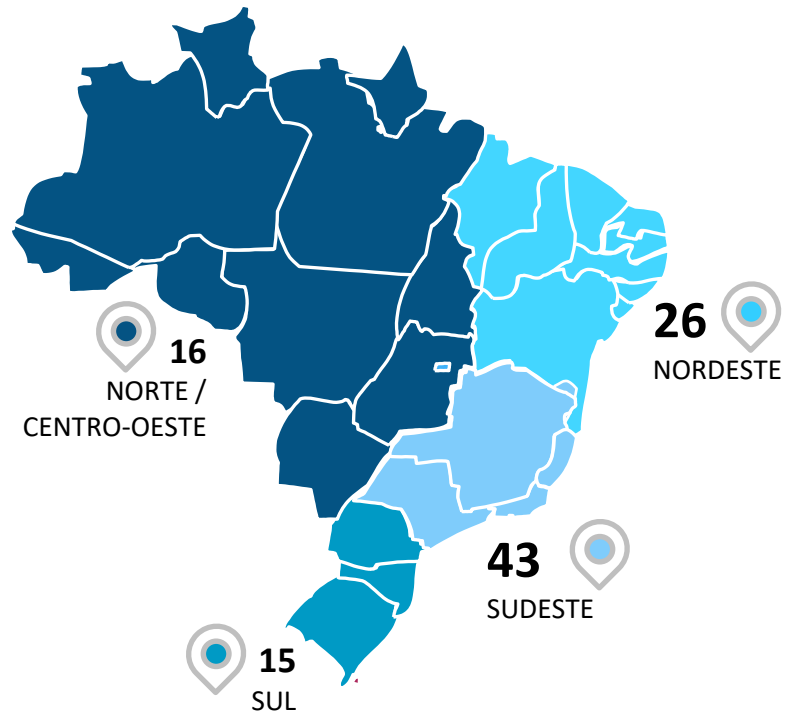 26
NORDESTE
16
NORTE /
CENTRO-OESTE
43
SUDESTE
15
SUL